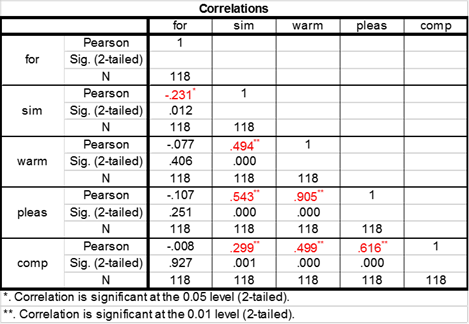 Correlations
for sim warm pleas comp
for Pearson 1
Sig. (2-tailed)
N 118
sim Pearson -.231* 1
Sig. (2-tailed) .012
N 118 118
warm Pearson -.077 .494** 1
Sig. (2-tailed) .406 .000
N 118 118 118
pleas Pearson -.107 .543** .905** 1
Sig. (2-tailed) .251 .000 .000
N 118 118 118 118
comp Pearson -.008 .299** .499** .616** 1
Sig. (2-tailed) .927 .001 .000 .000
N 118 118 118 118 118
*. Correlation is significant at the 0.05 level (2-tailed).
**. Correlation is significant at the 0.01 level (2-tailed).